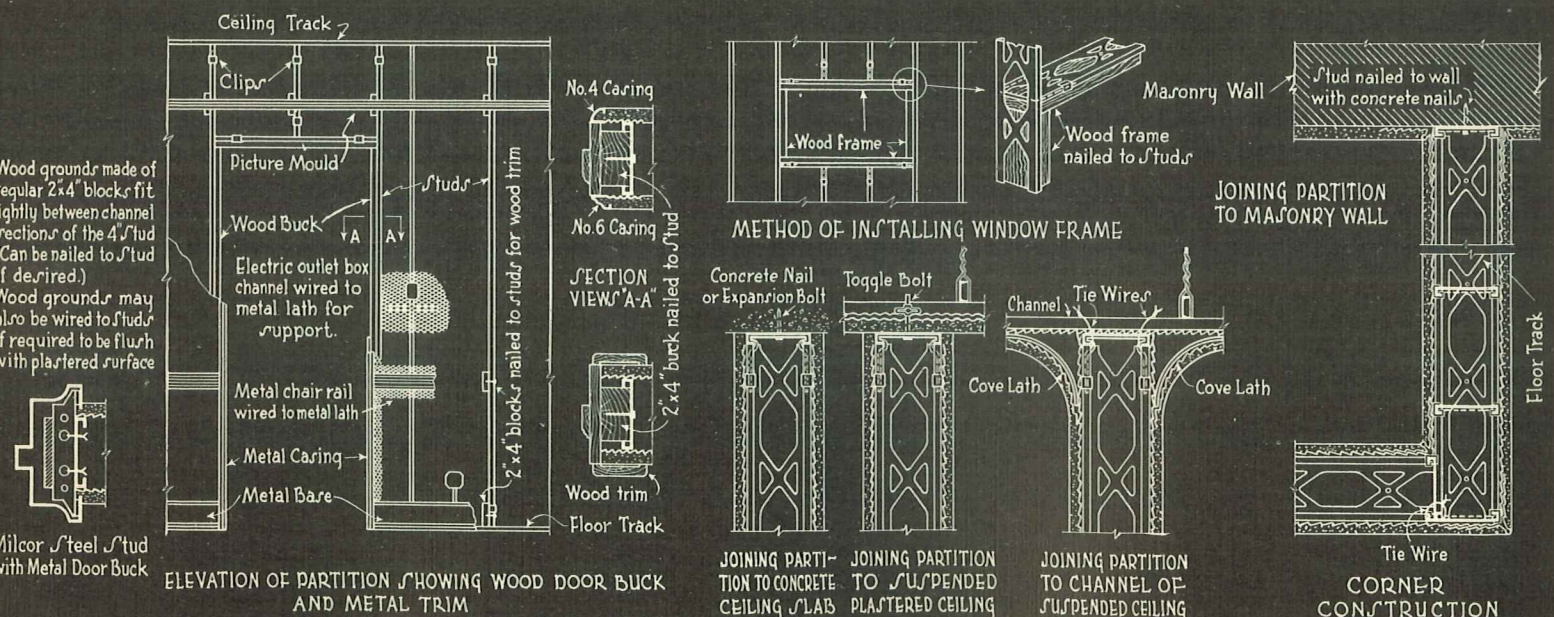 Ceiling Track
Clips
Picture Mould
Studs
Wood Buck
A A
Electric outlet box
channel wired to
metal lath for
support.
Metal chair rail
wired to metal lath
Metal Casing
Metal Base
Floor Track
2"x4" blocks nailed to studs for wood trim
Wood grounds made of
regular 2"x4" blocks fit
tightly between channel
sections of the 4" Stud
(Can be nailed to Stud
if desired.)
Wood grounds may
also be wired to Studs
if required to be flush
with plastered surface
Milcor Steel Stud
with Metal Door Buck
ELEVATION OF PARTITION SHOWING WOOD DOOR BUCK
AND METAL TRIM
No.4 Casing
No.6 Casing
SECTION
VIEWS "A-A"
2"x4" buck nailed to stud
Wood trim
Wood frame
Wood frame
nailed to Studs
METHOD OF INSTALLING WINDOW FRAME
Concrete Nail
or Expansion Bolt
JOINING PARTI-
TION TO CONCRETE
CEILING SLAB
Toggle Bolt
JOINING PARTITION
TO SUSPENDED
PLASTERED CEILING
Channel
Tie Wires
Cove Lath
Cove Lath
JOINING PARTITION
TO CHANNEL OF
SUSPENDED CEILING
Masonry Wall
Stud nailed to wall
with concrete nails
JOINING PARTITION
TO MASONRY WALL
Floor Track
Tie Wire
CORNER
CONSTRUCTION